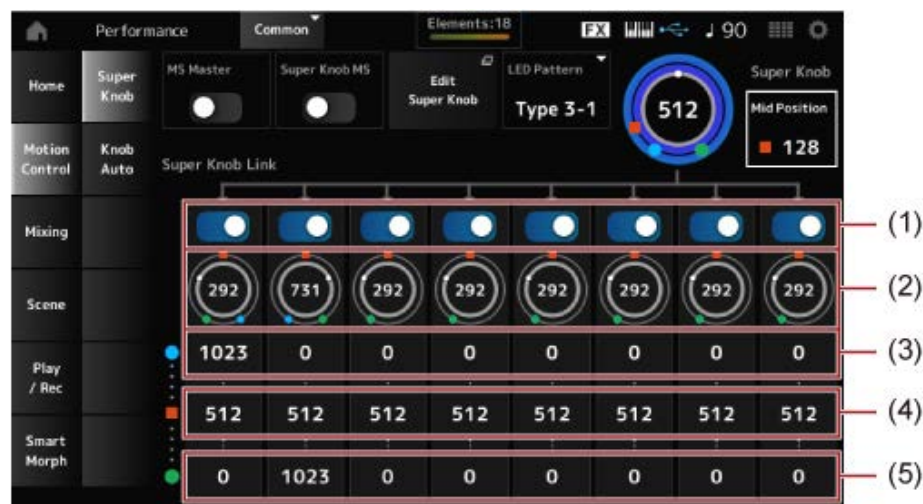 Performance Common Elements:18 FX ♩ 90
Home Super Knob MS Master Super Knob MS Edit Super Knob LED Pattern Type 3-1 512 Super Knob Mid Position 128
Motion Control Knob Auto Super Knob Link
Mixing (1)
Scene 292 731 292 292 292 292 292 292 (2)
Play / Rec 1023 0 0 0 0 0 0 0 (3)
512 512 512 512 512 512 512 512 (4)
Smart Morph 0 1023 0 0 0 0 0 0 (5)